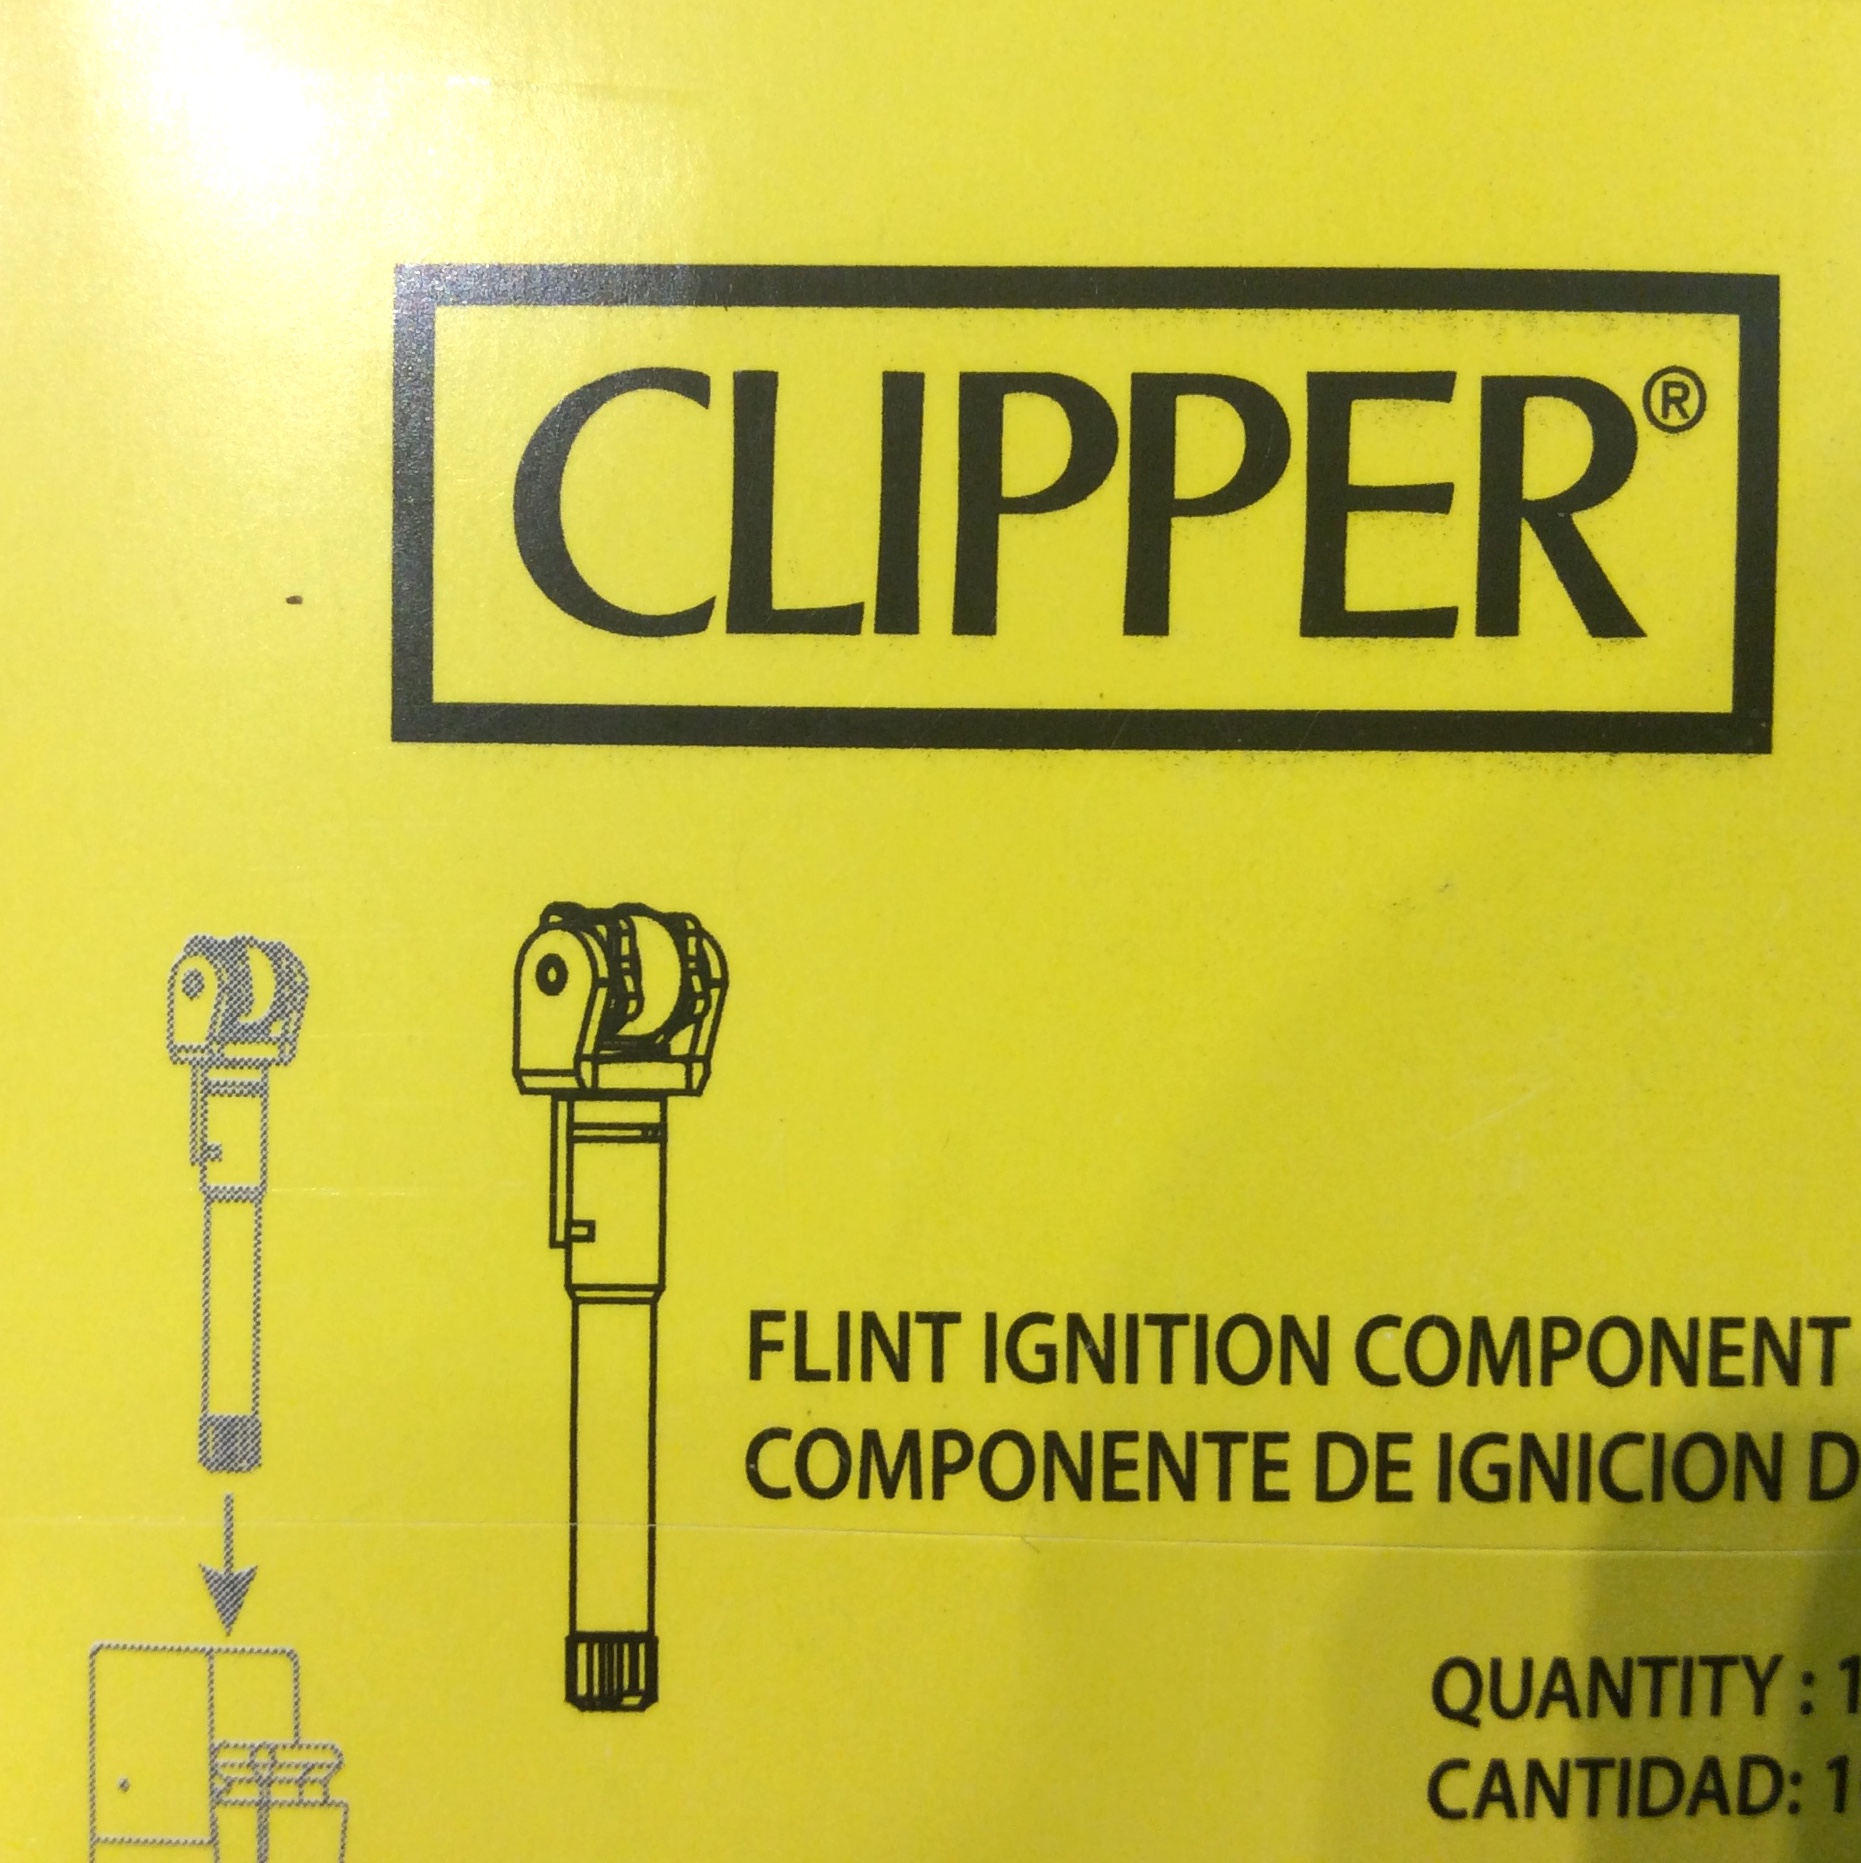 CLIPPER®
FLINT IGNITION COMPONENT
COMPONENTE DE IGNICION D
QUANTITY : 1
CANTIDAD: 1